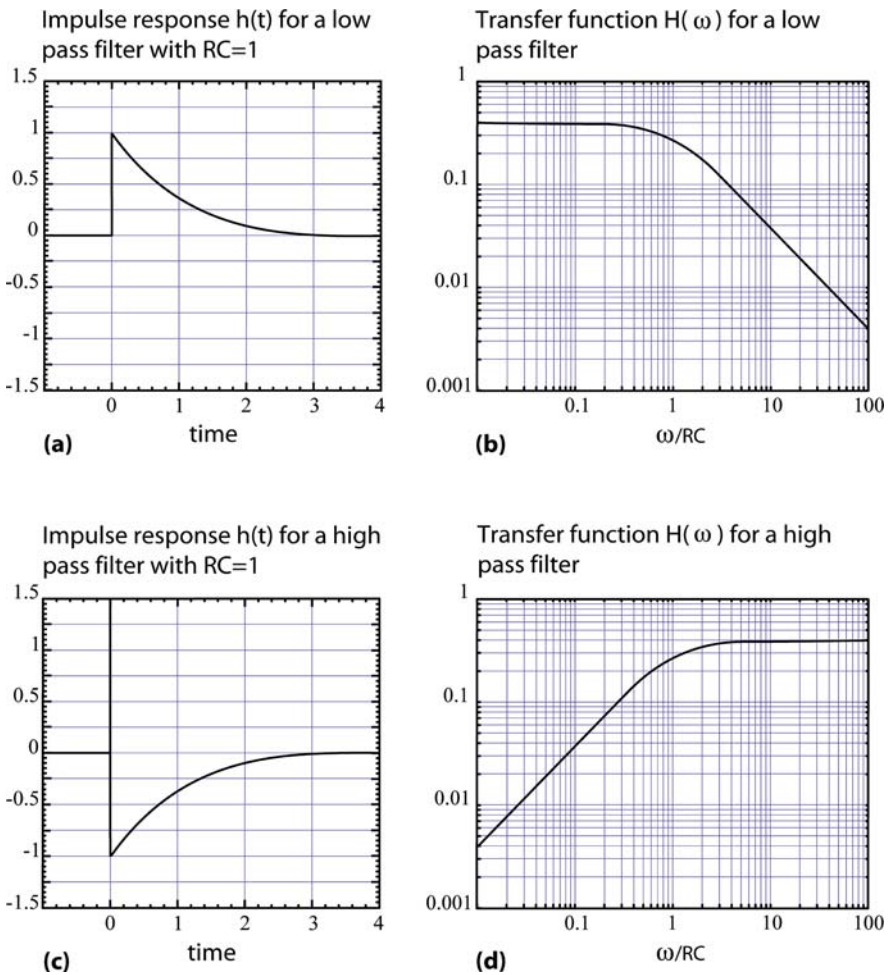 Impulse response h(t) for a low
pass filter with RC=1
1.5
1
0.5
0
-0.5
-1
-1.5
0 1 2 3 4
time
(a)
Transfer function H( ω ) for a low
pass filter
1
0.1
0.01
0.001
0.1 1 10 100
ω/RC
(b)
Impulse response h(t) for a high
pass filter with RC=1
1.5
1
0.5
0
-0.5
-1
-1.5
0 1 2 3 4
time
(c)
Transfer function H( ω ) for a high
pass filter
1
0.1
0.01
0.001
0.1 1 10 100
ω/RC
(d)